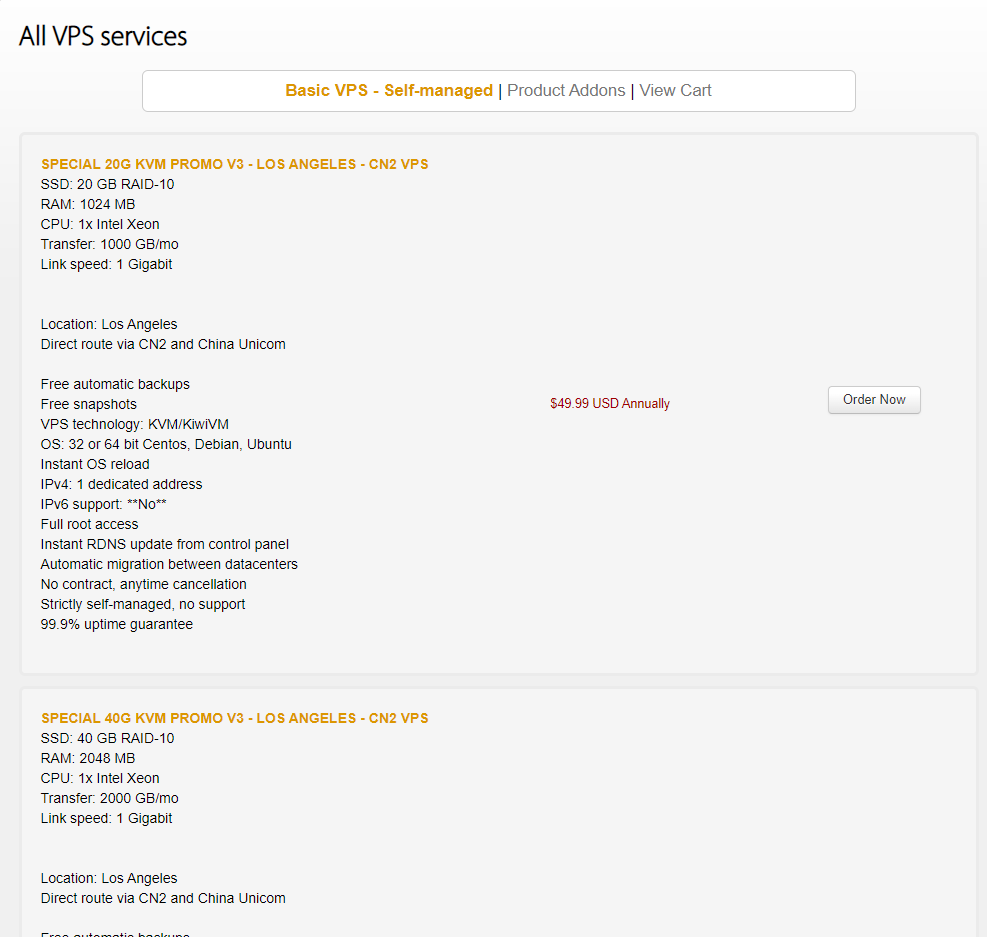 All VPS services
Basic VPS - Self-managed | Product Addons | View Cart
SPECIAL 20G KVM PROMO V3 - LOS ANGELES - CN2 VPS
SSD: 20 GB RAID-10
RAM: 1024 MB
CPU: 1x Intel Xeon
Transfer: 1000 GB/mo
Link speed: 1 Gigabit
Location: Los Angeles
Direct route via CN2 and China Unicom
Free automatic backups
Free snapshots
VPS technology: KVM/KiwiVM
OS: 32 or 64 bit Centos, Debian, Ubuntu
Instant OS reload
IPv4: 1 dedicated address
IPv6 support: **No**
Full root access
Instant RDNS update from control panel
Automatic migration between datacenters
No contract, anytime cancellation
Strictly self-managed, no support
99.9% uptime guarantee
$49.99 USD Annually
Order Now
SPECIAL 40G KVM PROMO V3 - LOS ANGELES - CN2 VPS
SSD: 40 GB RAID-10
RAM: 2048 MB
CPU: 1x Intel Xeon
Transfer: 2000 GB/mo
Link speed: 1 Gigabit
Location: Los Angeles
Direct route via CN2 and China Unicom
Free automatic backups